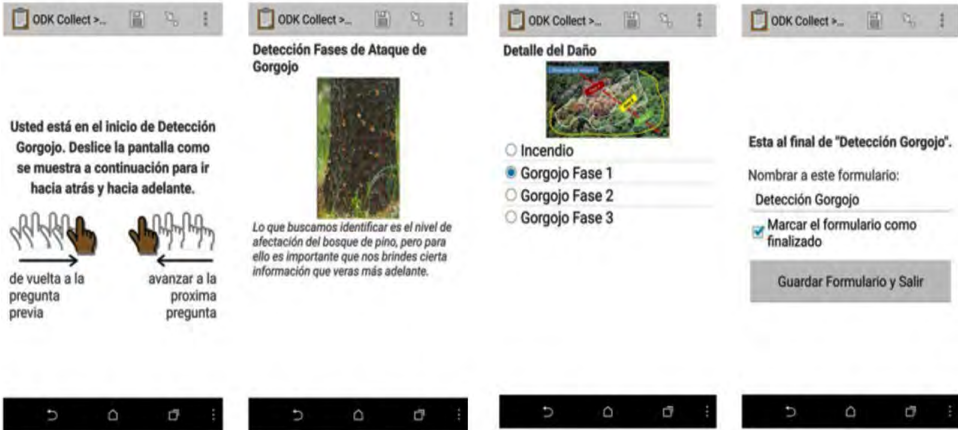 ODK Collect >...
Usted está en el inicio de Detección
Gorgojo. Deslice la pantalla como
se muestra a continuación para ir
hacia atrás y hacia adelante.
de vuelta a la
pregunta
previa
avanzar a la
proxima
pregunta
ODK Collect >...
Detección Fases de Ataque de
Gorgojo
Lo que buscamos identificar es el nivel de
afectación del bosque de pino, pero para
ello es importante que nos brindes cierta
información que veras más adelante.
ODK Collect >...
Detalle del Daño
Incendio
Gorgojo Fase 1
Gorgojo Fase 2
Gorgojo Fase 3
ODK Collect >...
Esta al final de "Detección Gorgojo".
Nombrar a este formulario:
Detección Gorgojo
Marcar el formulario como
finalizado
Guardar Formulario y Salir